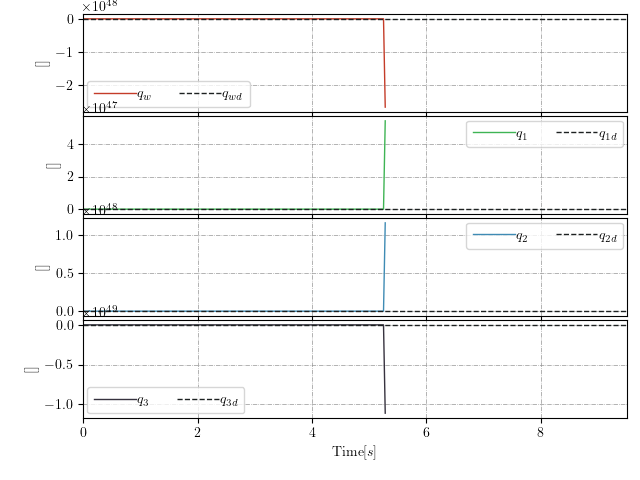 ×10^48
0
−1
−2
[]
q_w
q_wd
×10^47
4
2
0
[]
q_1
q_1d
×10^48
1.0
0.5
0.0
[]
q_2
q_2d
×10^49
0.0
−0.5
−1.0
[]
q_3
q_3d
0 2 4 6 8
Time[s]